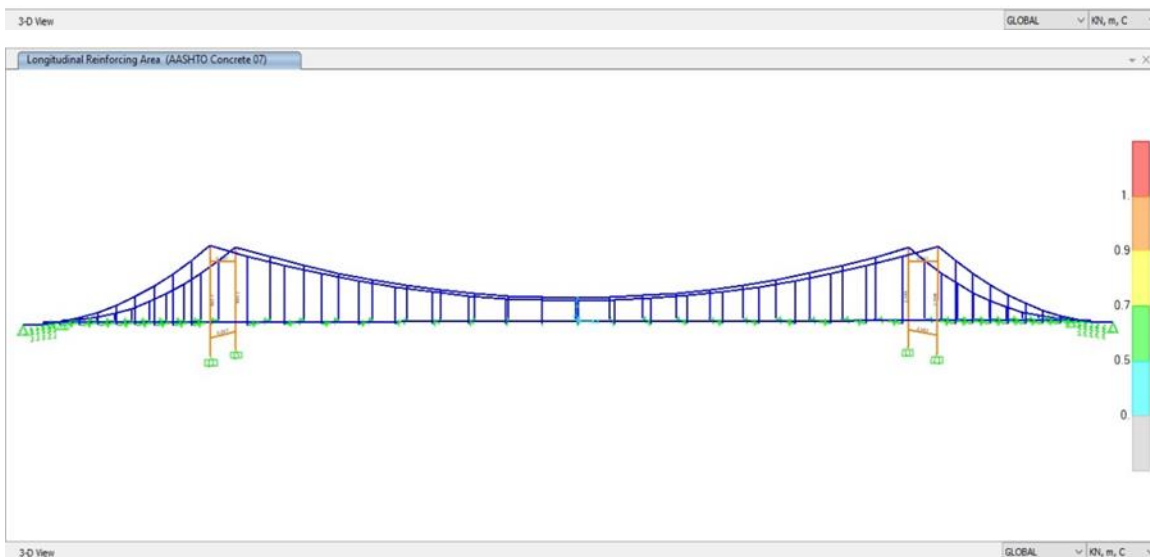 3-D View
GLOBAL
KN, m, C
Longitudinal Reinforcing Area (AASHTO Concrete 07)
1.
0.9
0.7
0.5
0.
3-D View
GLOBAL
KN, m, C